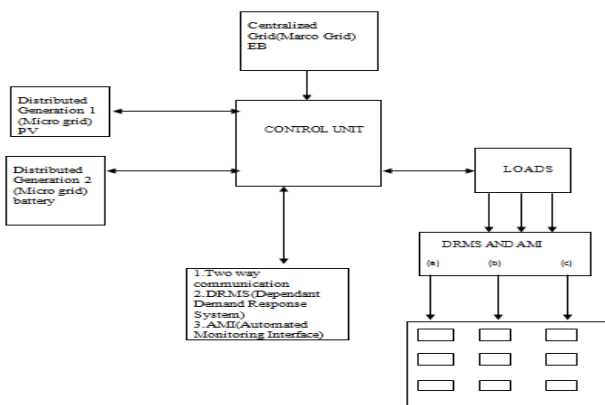 Centralized
Grid(Marco Grid)
EB
Distributed
Generation 1
(Micro grid)
PV
CONTROL UNIT
Distributed
Generation 2
(Micro grid)
battery
LOADS
DRMS AND AMI
(a) (b) (c)
1.Two way
communication
2.DRMS(Dependant
Demand Response
System)
3.AMI(Automated
Monitoring Interface)